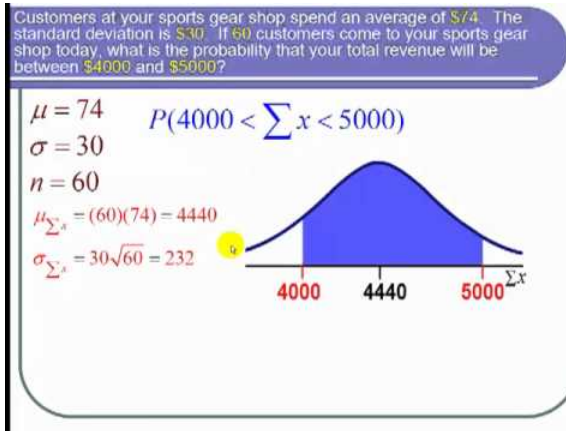 Customers at your sports gear shop spend an average of $74. The
standard deviation is $30. If 60 customers come to your sports gear
shop today, what is the probability that your total revenue will be
between $4000 and $5000?
μ = 74
P(4000 < ∑ x < 5000)
σ = 30
n = 60
μ∑x = (60)(74) = 4440
σ∑x = 30√60 = 232
4000 4440 5000 ∑x